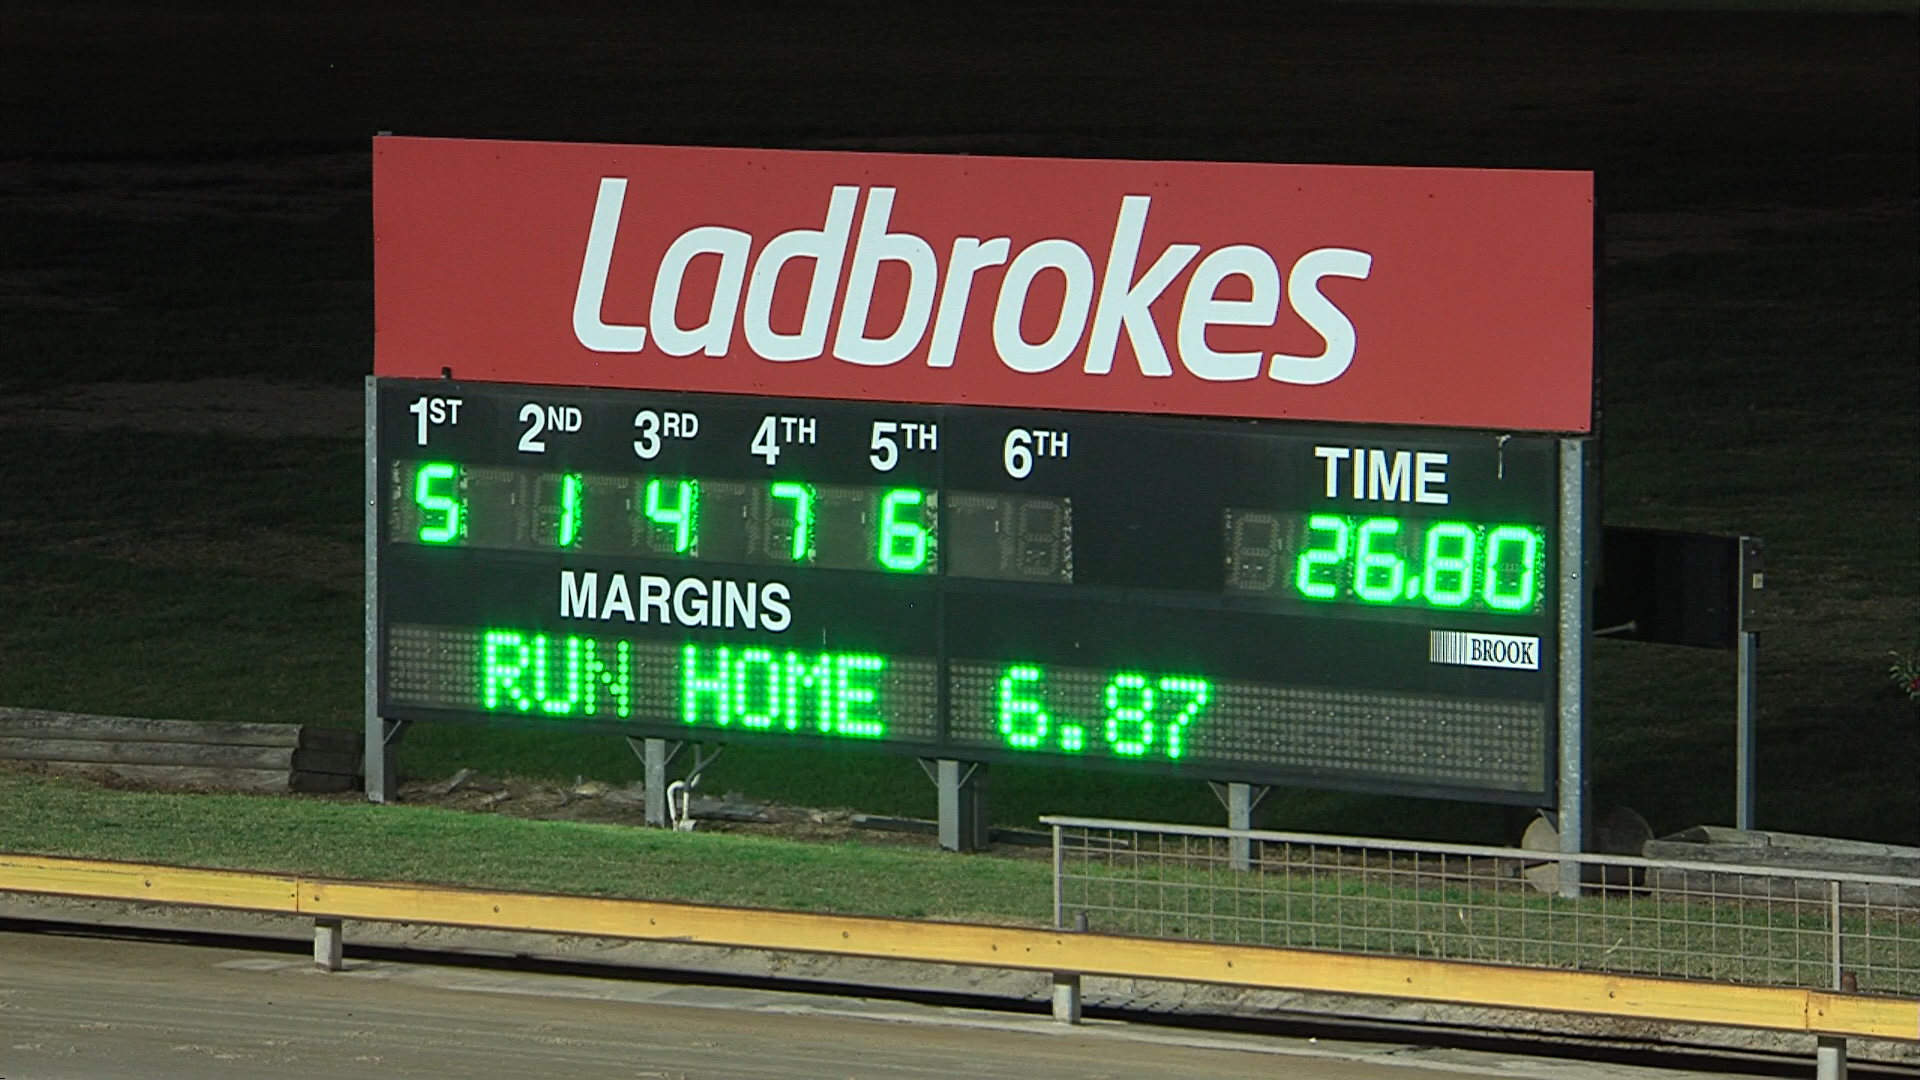 Ladbrokes
1ST 2ND 3RD 4TH 5TH 6TH TIME
5 1 4 7 6 26.80
MARGINS
BROOK
RUN HOME 6.87